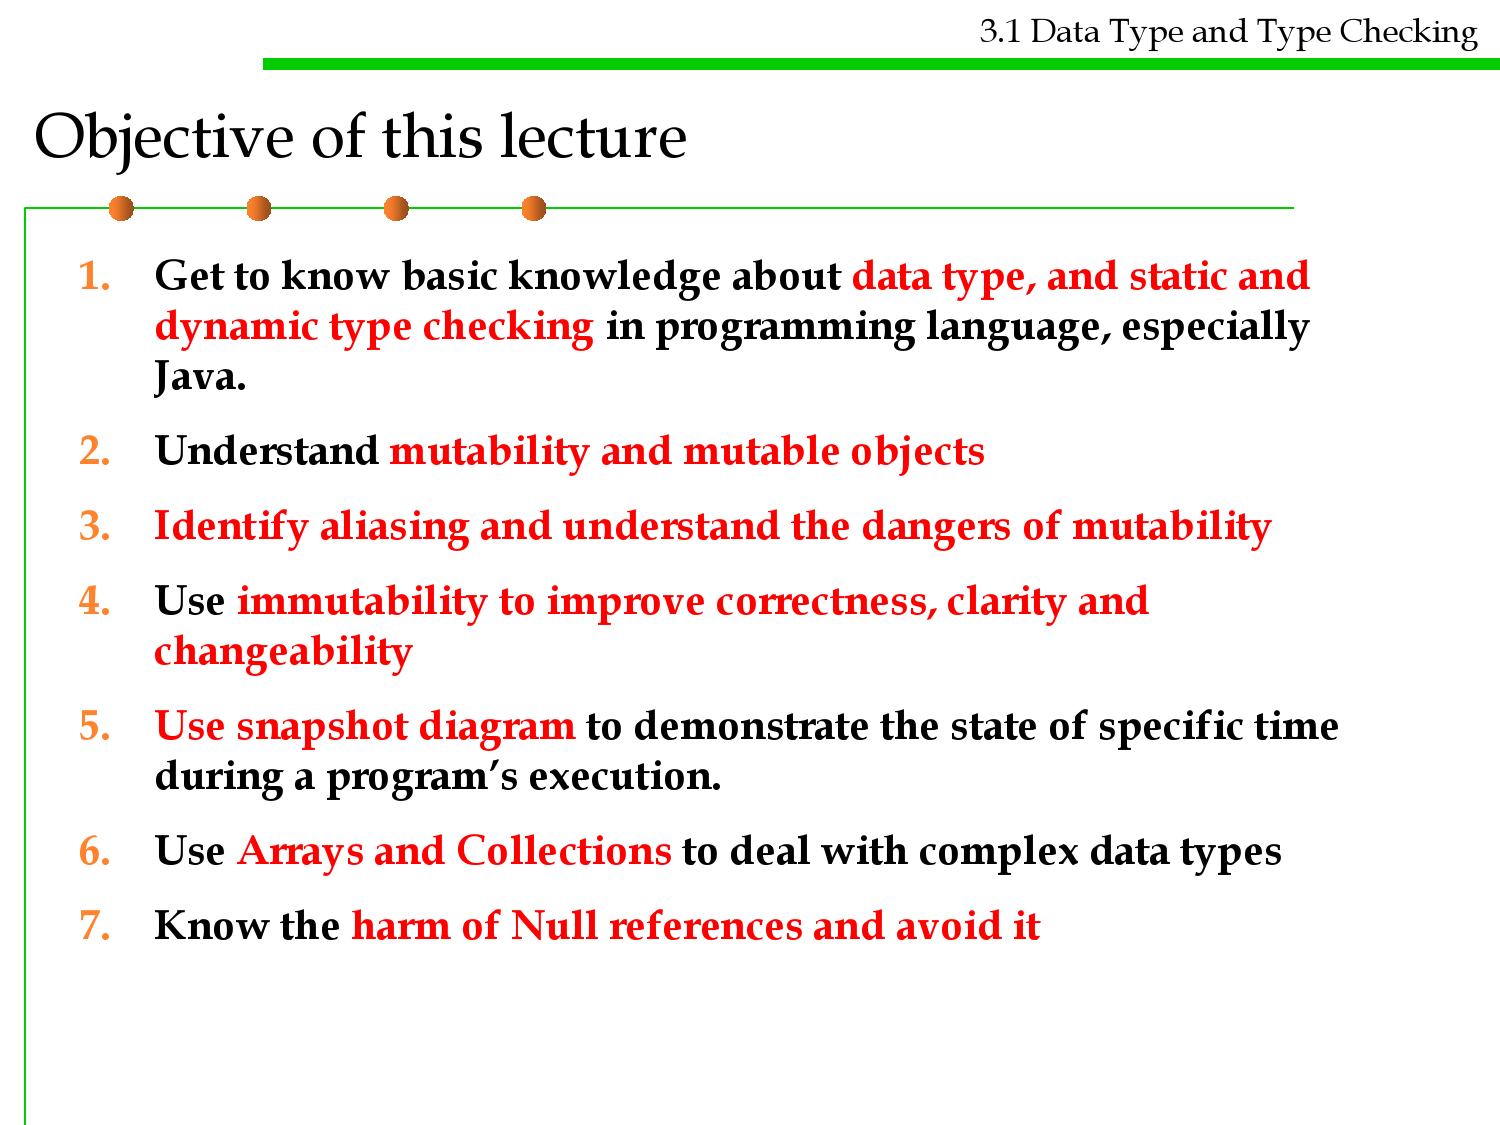 3.1 Data Type and Type Checking
Objective of this lecture
1. Get to know basic knowledge about data type, and static and
dynamic type checking in programming language, especially
Java.
2. Understand mutability and mutable objects
3. Identify aliasing and understand the dangers of mutability
4. Use immutability to improve correctness, clarity and
changeability
5. Use snapshot diagram to demonstrate the state of specific time
during a program’s execution.
6. Use Arrays and Collections to deal with complex data types
7. Know the harm of Null references and avoid it